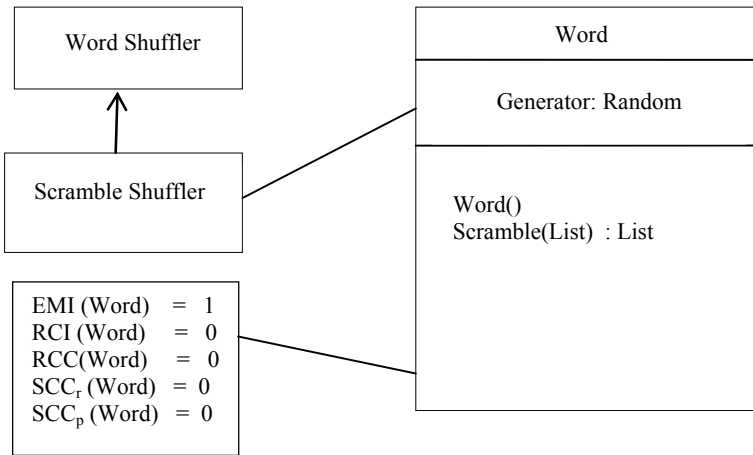 Word Shuffler
Scramble Shuffler
EMI (Word) = 1
RCI (Word) = 0
RCC(Word) = 0
SCCr (Word) = 0
SCCp (Word) = 0
Word
Generator: Random
Word()
Scramble(List) : List